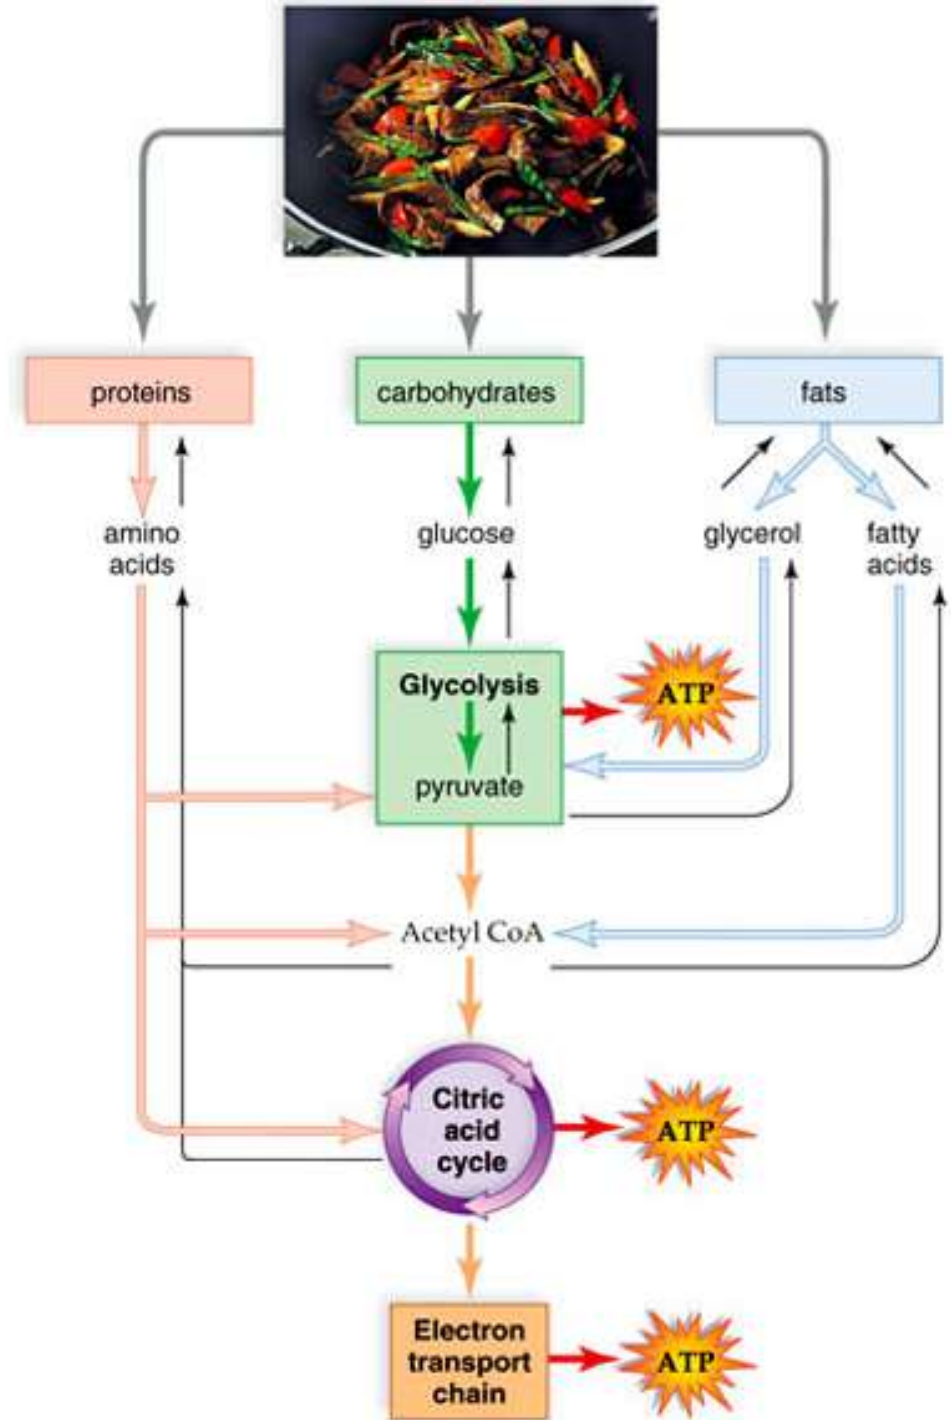 proteins
carbohydrates
fats
amino
acids
glucose
glycerol
fatty
acids
Glycolysis
ATP
pyruvate
Acetyl CoA
Citric
acid
cycle
ATP
Electron
transport
chain
ATP